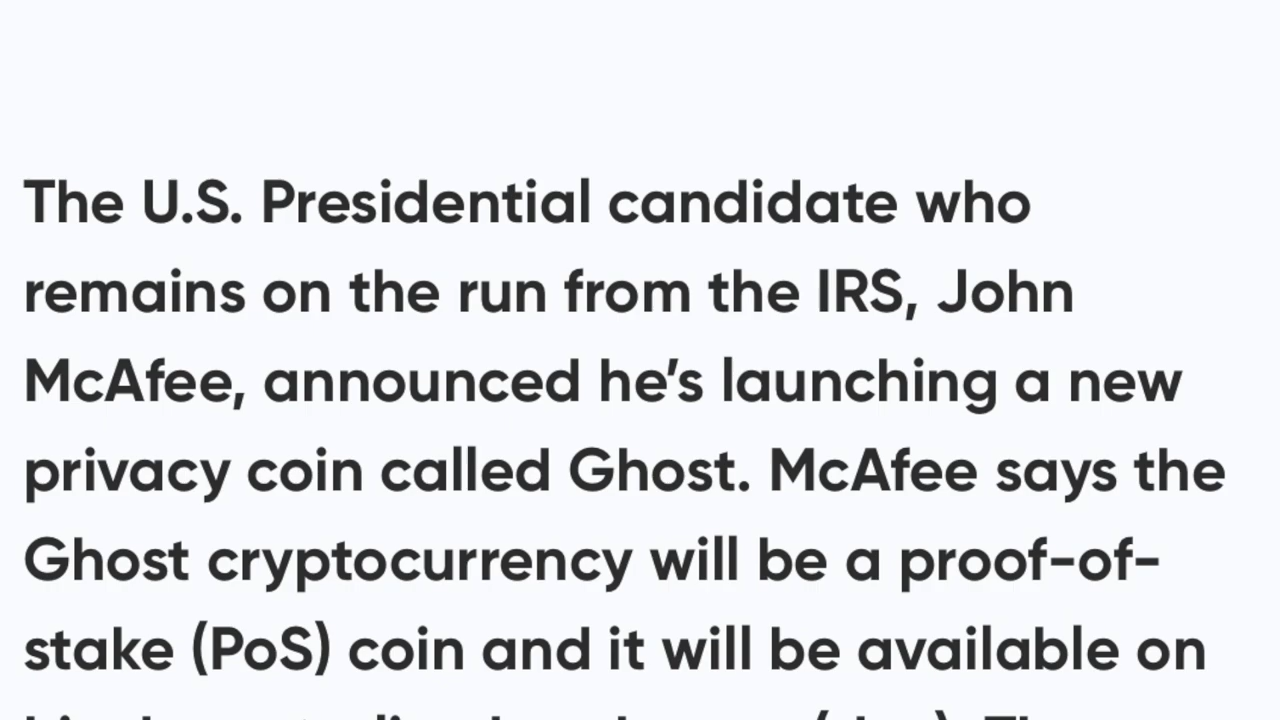 The U.S. Presidential candidate who
remains on the run from the IRS, John
McAfee, announced he’s launching a new
privacy coin called Ghost. McAfee says the
Ghost cryptocurrency will be a proof-of-
stake (PoS) coin and it will be available on